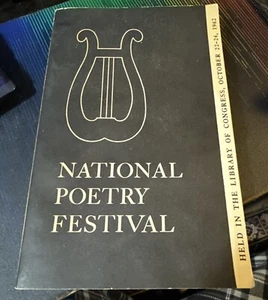 NATIONAL
POETRY
FESTIVAL
HELD IN THE LIBRARY OF CONGRESS, OCTOBER 22-24, 1962